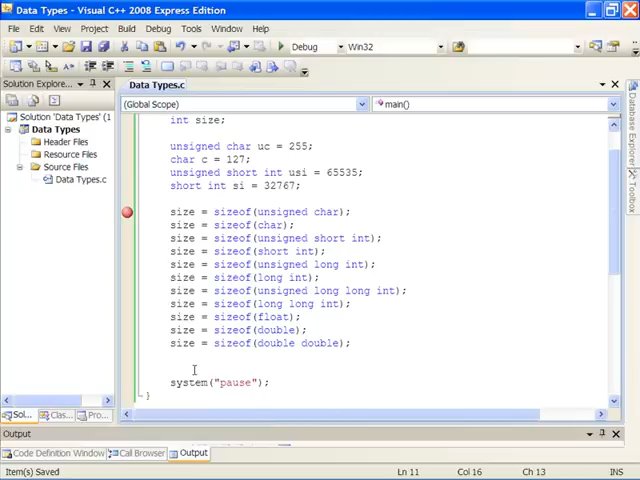 Data Types - Visual C++ 2008 Express Edition
File Edit View Project Build Debug Tools Window Help
Debug Win32
Solution Explore... Data Types.c
(Global Scope) main()
Solution 'Data Types' (1
Data Types
Header Files
Resource Files
Source Files
Data Types.c
int size;
unsigned char uc = 255;
char c = 127;
unsigned short int usi = 65535;
short int si = 32767;
size = sizeof(unsigned char);
size = sizeof(char);
size = sizeof(unsigned short int);
size = sizeof(short int);
size = sizeof(unsigned long int);
size = sizeof(long int);
size = sizeof(unsigned long long int);
size = sizeof(long long int);
size = sizeof(float);
size = sizeof(double);
size = sizeof(double double);
system("pause");
}
Database Explorer
Toolbox
Sol... Clas... Pro...
Output
Code Definition Window Call Browser Output
Item(s) Saved Ln 11 Col 16 Ch 13 INS